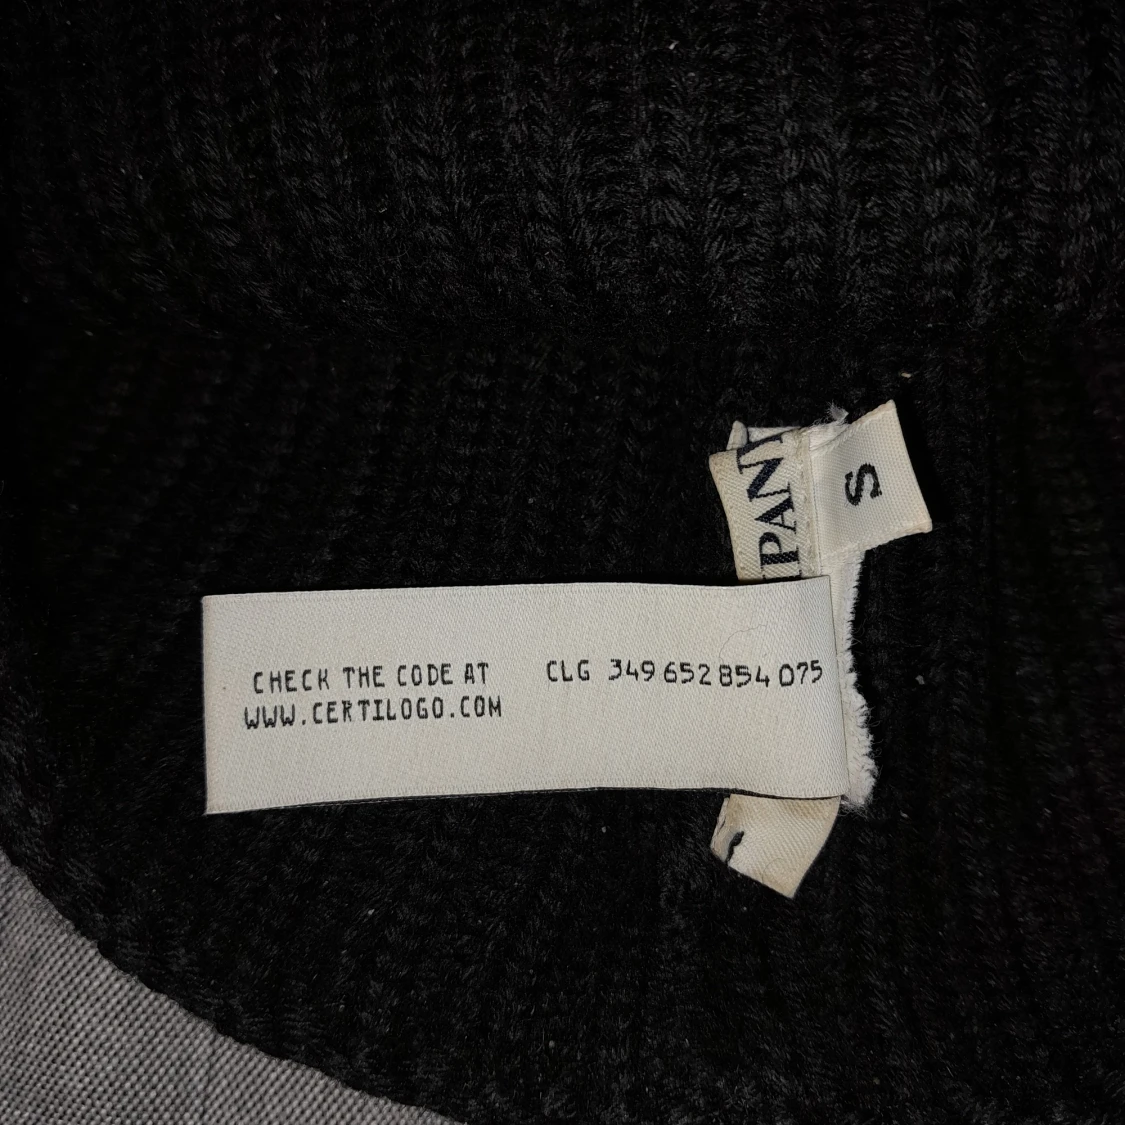 CHECK THE CODE AT
WWW.CERTILOGO.COM
CLG 349 652 854 075
S